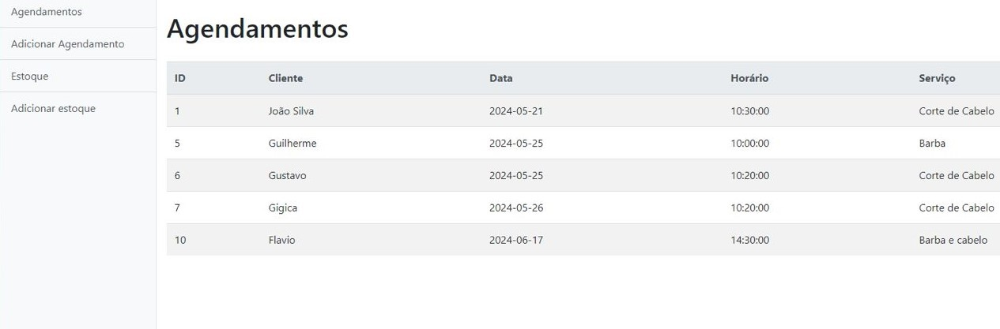 Agendamentos
Adicionar Agendamento
Estoque
Adicionar estoque
Agendamentos
ID Cliente Data Horário Serviço
1 João Silva 2024-05-21 10:30:00 Corte de Cabelo
5 Guilherme 2024-05-25 10:00:00 Barba
6 Gustavo 2024-05-25 10:20:00 Corte de Cabelo
7 Gigica 2024-05-26 10:20:00 Corte de Cabelo
10 Flavio 2024-06-17 14:30:00 Barba e cabelo